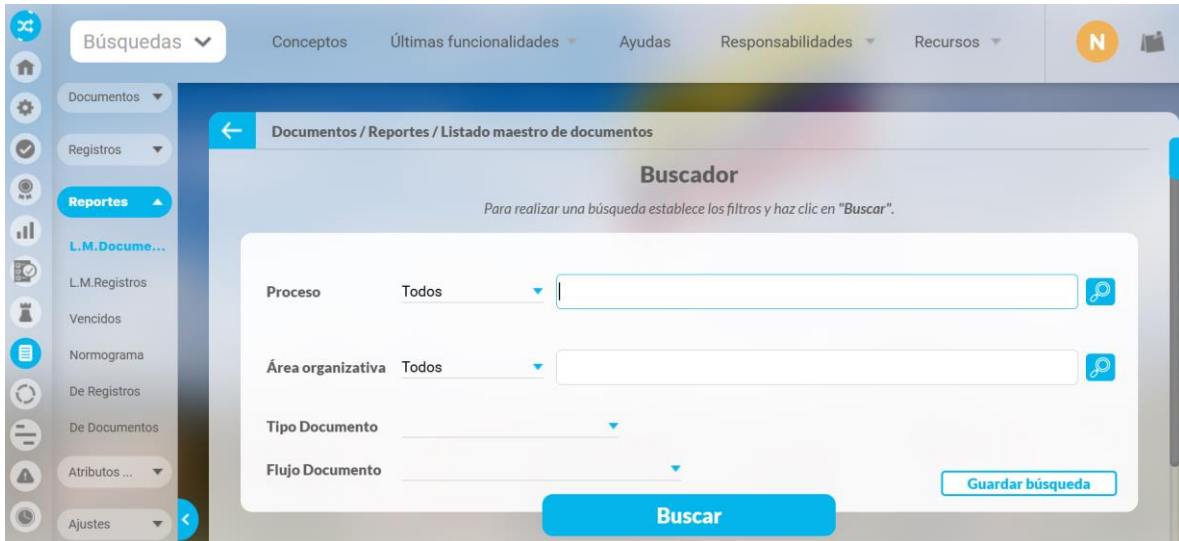 Búsquedas
Conceptos
Últimas funcionalidades
Ayudas
Responsabilidades
Recursos
N
Documentos
Registros
Reportes
L.M.Docume...
L.M.Registros
Vencidos
Normograma
De Registros
De Documentos
Atributos ...
Ajustes
Documentos / Reportes / Listado maestro de documentos
Buscador
Para realizar una búsqueda establece los filtros y haz clic en "Buscar".
Proceso Todos
Área organizativa Todos
Tipo Documento
Flujo Documento
Guardar búsqueda
Buscar